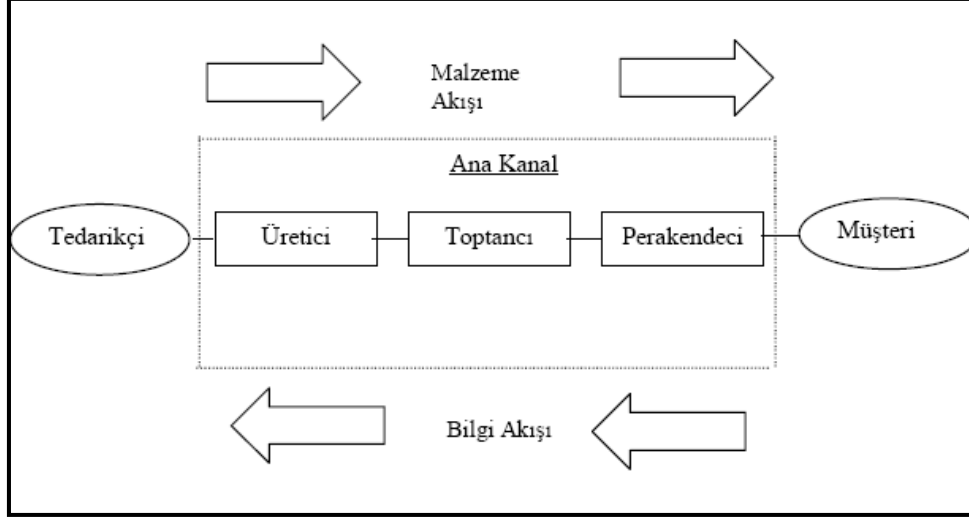 Malzeme
Akışı
Ana Kanal
Tedarikçi
Üretici
Toptancı
Perakendeci
Müşteri
Bilgi Akışı